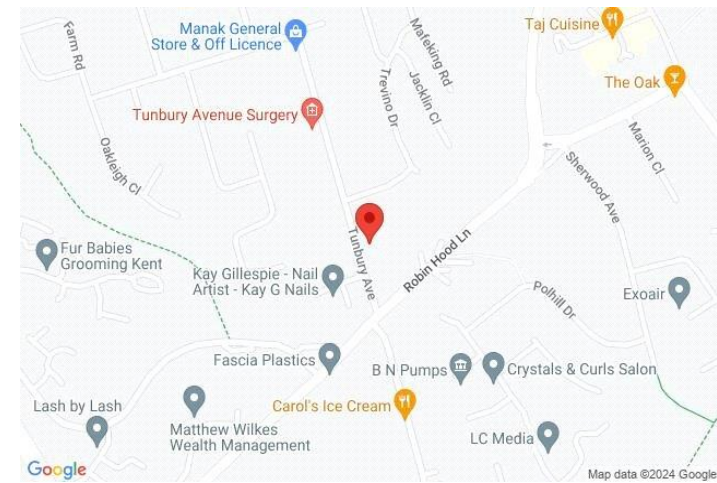 Farm Rd
Manak General
Store & Off Licence
Mafeking Rd
Taj Cuisine
The Oak
Trevino Dr
Jacklin Cl
Tunbury Avenue Surgery
Marion Cl
Oakleigh Cl
Sherwood Ave
Fur Babies
Grooming Kent
Tunbury Ave
Robin Hood Ln
Kay Gillespie - Nail
Artist - Kay G Nails
Polhill Dr
Exoair
Fascia Plastics
B N Pumps
Crystals & Curls Salon
Lash by Lash
Carol's Ice Cream
Matthew Wilkes
Wealth Management
LC Media
Google
Map data ©2024 Google